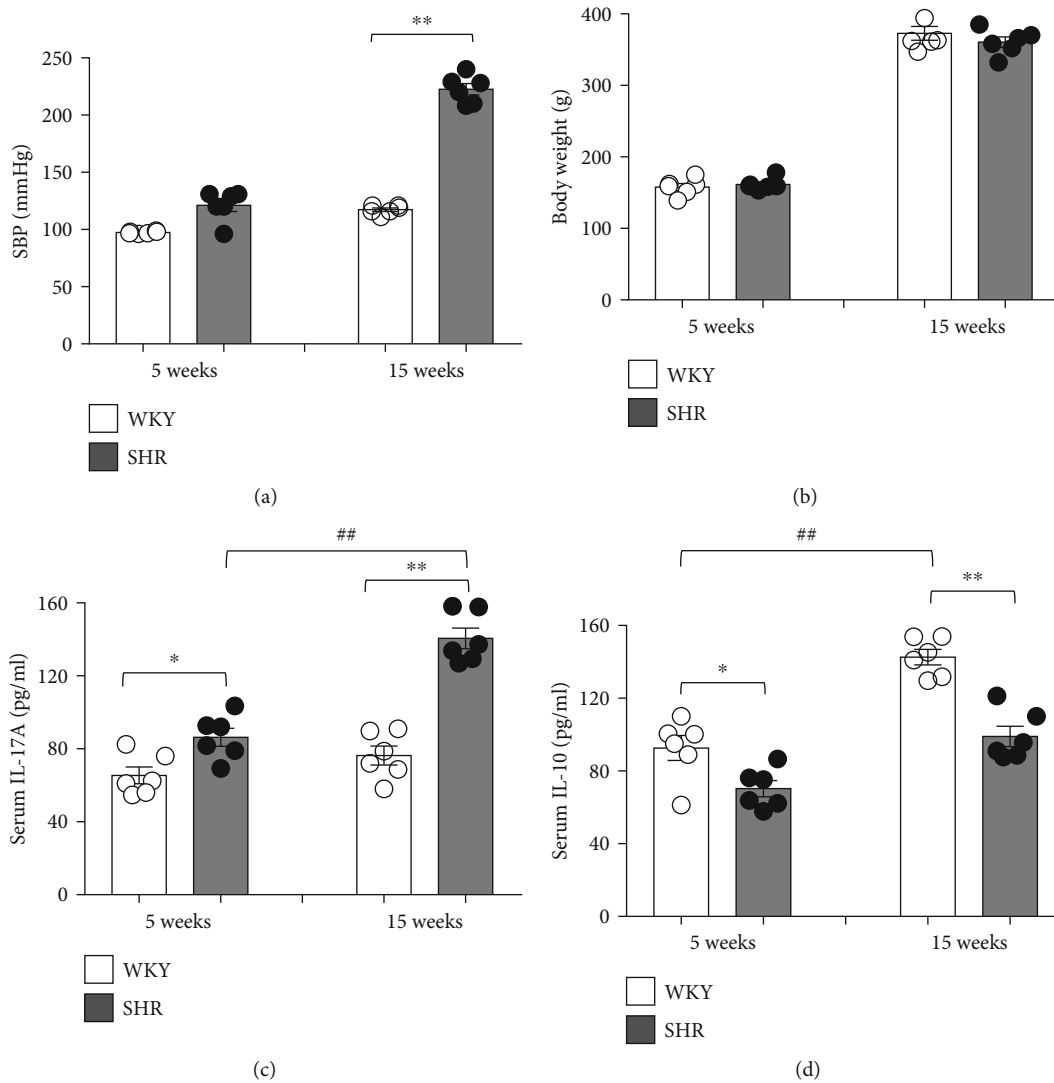 **
250
200
150
100
50
0
SBP (mmHg)
5 weeks
15 weeks
WKY
SHR
(a)
400
300
200
100
0
Body weight (g)
5 weeks
15 weeks
WKY
SHR
(b)
##
**
*
160
120
80
40
0
Serum IL-17A (pg/ml)
5 weeks
15 weeks
WKY
SHR
(c)
##
**
*
160
120
80
40
0
Serum IL-10 (pg/ml)
5 weeks
15 weeks
WKY
SHR
(d)